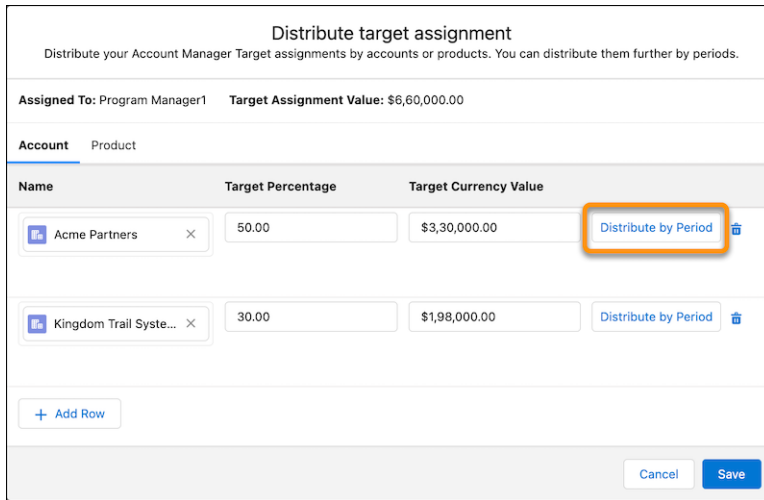 Distribute target assignment
Distribute your Account Manager Target assignments by accounts or products. You can distribute them further by periods.
Assigned To: Program Manager1 Target Assignment Value: $6,60,000.00
Account Product
Name Target Percentage Target Currency Value
Acme Partners 50.00 $3,30,000.00 Distribute by Period
Kingdom Trail Syste... 30.00 $1,98,000.00 Distribute by Period
+ Add Row
Cancel Save